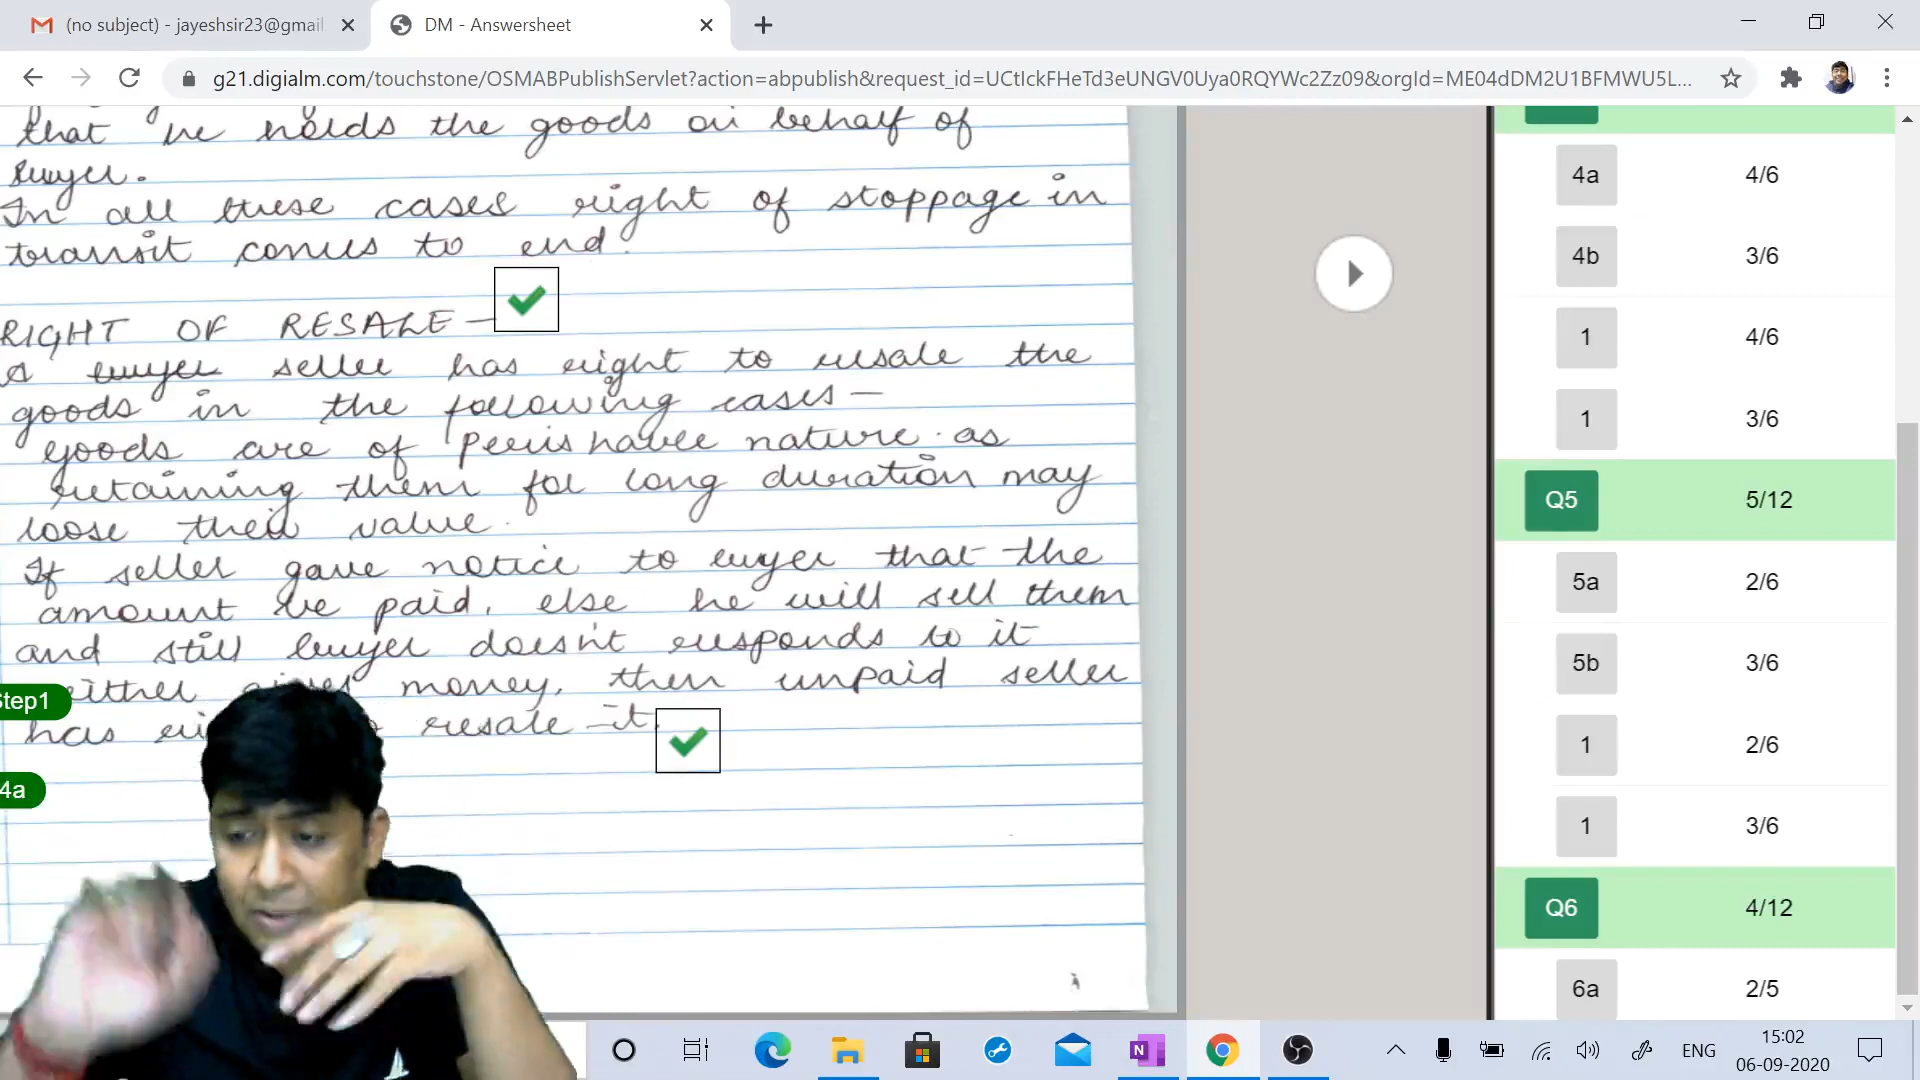 (no subject) - jayeshsir23@gmail.
DM - Answersheet
g21.digialm.com/touchstone/OSMABPublishServlet?action=abpublish&request_id=UCtIckFHeTd3eUNGV0Uya0RQYWc2Zz09&orgId=ME04dDM2U1BFMWU5L...
that he holds the goods on behalf of
buyer.
In all these cases right of stoppage in
transit comes to end.
RIGHT OF RESALE —
A buyer seller has right to resale the
goods in the following cases —
goods are of Perishable nature as
retaining them for long duration may
loose their value.
If seller gave notice to buyer that the
amount be paid, else he will sell them
and still buyer doesn't responds to it
either gives money, then unpaid seller
has resale it.
Step1
4a
4a 4/6
4b 3/6
1 4/6
1 3/6
Q5 5/12
5a 2/6
5b 3/6
1 2/6
1 3/6
Q6 4/12
6a 2/5
N
ENG
15:02
06-09-2020